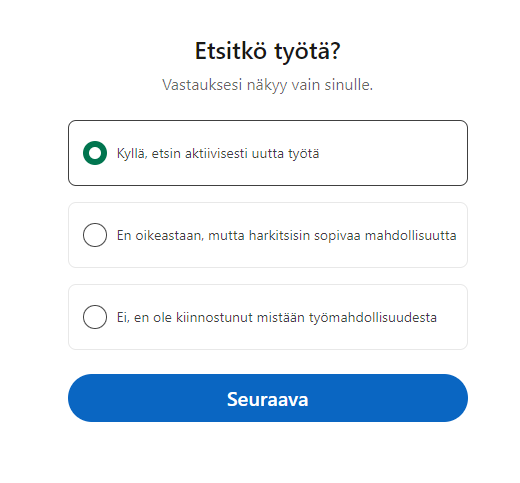 Etsitkö työtä?
Vastauksesi näkyy vain sinulle.
Kyllä, etsin aktiivisesti uutta työtä
En oikeastaan, mutta harkitsisin sopivaa mahdollisuutta
Ei, en ole kiinnostunut mistään työmahdollisuudesta
Seuraava